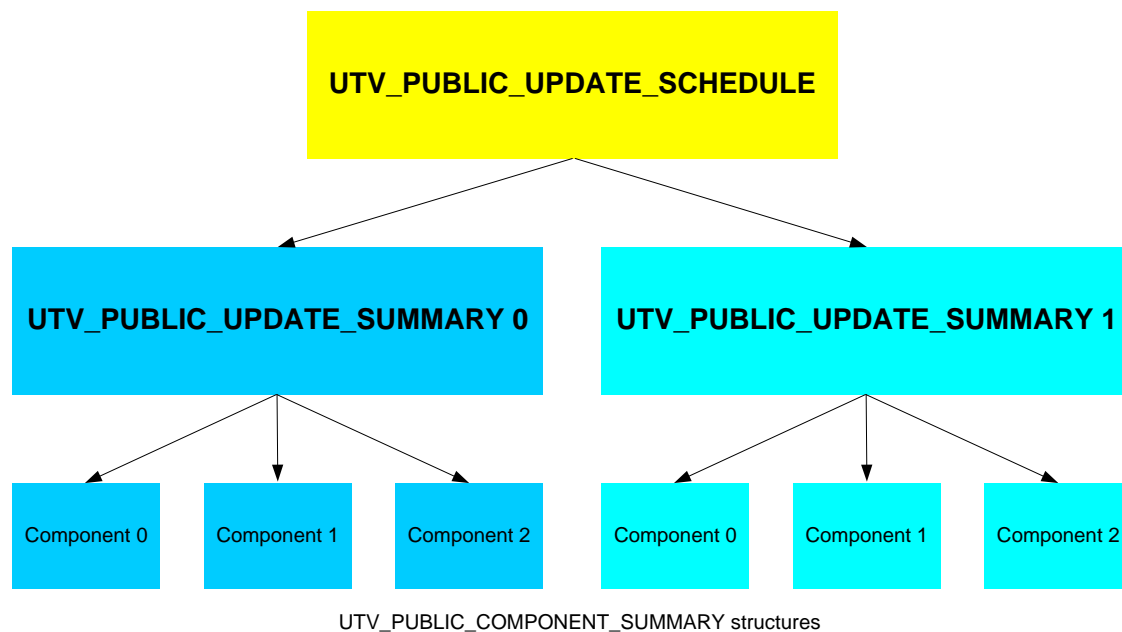 UTV_PUBLIC_UPDATE_SCHEDULE
UTV_PUBLIC_UPDATE_SUMMARY 0
UTV_PUBLIC_UPDATE_SUMMARY 1
Component 0
Component 1
Component 2
Component 0
Component 1
Component 2
UTV_PUBLIC_COMPONENT_SUMMARY structures